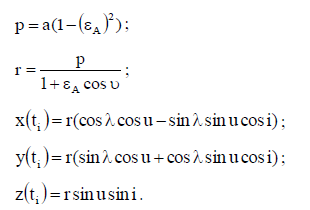 p=a(1−(ε_A)²);
r = p / (1+ε_A cos υ);
x(t_i) = r(cos λ cos u − sin λ sin u cos i);
y(t_i) = r(sin λ cos u + cos λ sin u cos i);
z(t_i) = r sin u sin i.